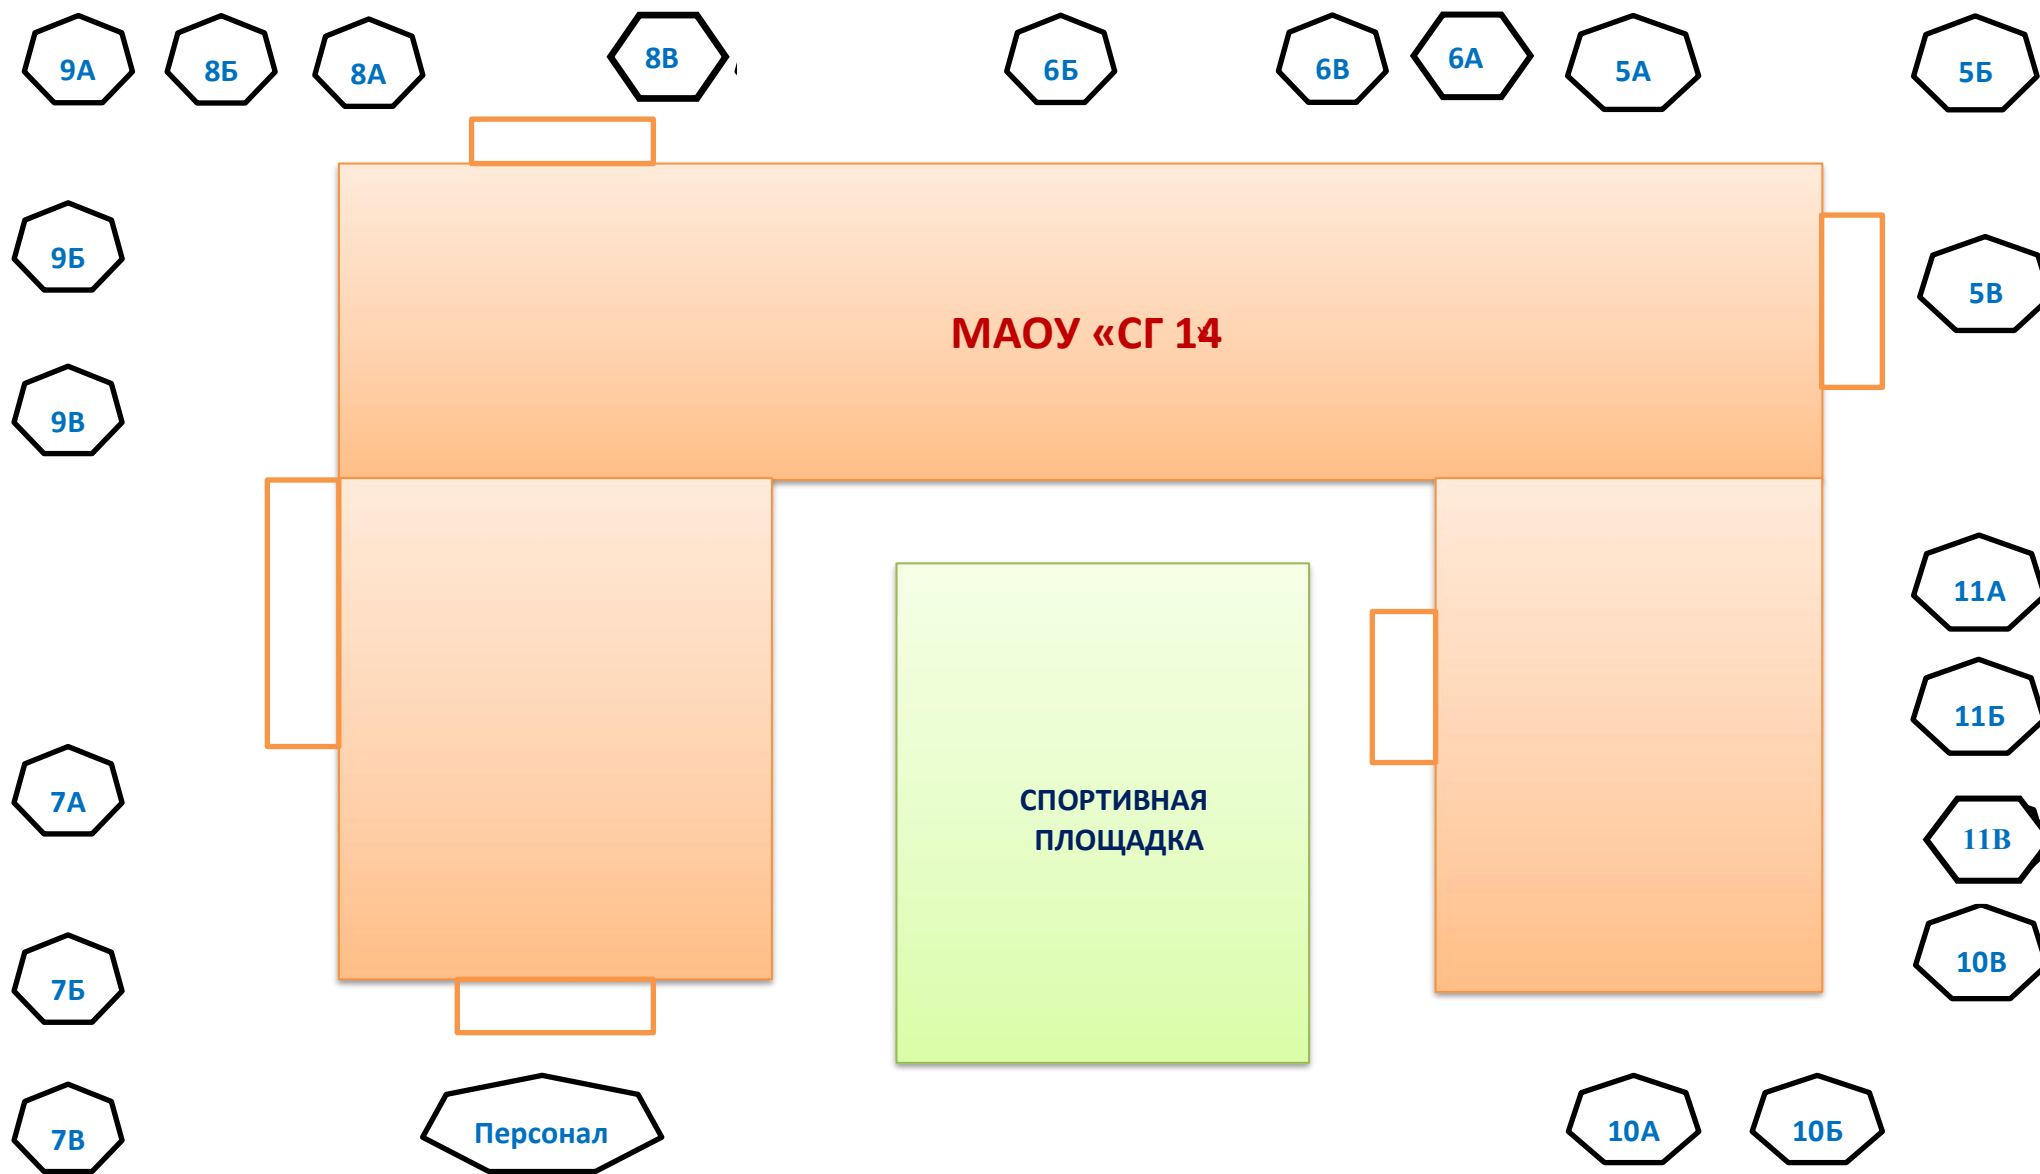 9А 8Б 8А 8В 6Б 6В 6А 5А 5Б
9Б
5В
МАОУ «СГ 14»
9В
11А
11Б
7А
СПОРТИВНАЯ
ПЛОЩАДКА
11В
10В
7Б
7В
Персонал
10А 10Б